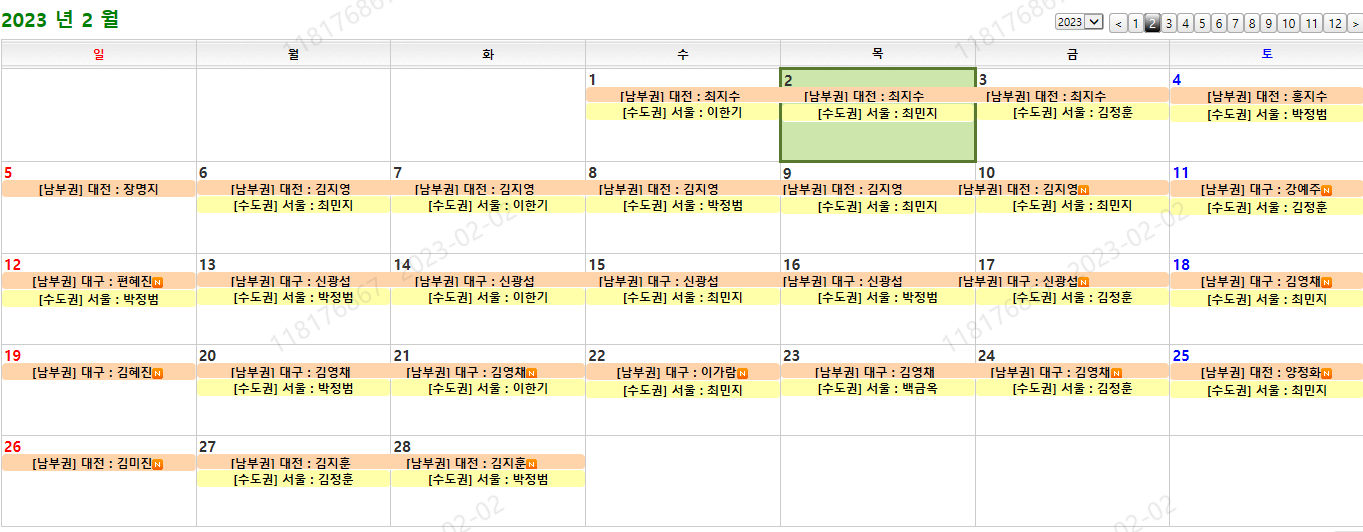 2023 년 2 월
2023 < 1 2 3 4 5 6 7 8 9 10 11 12 >
일 월 화 수 목 금 토
1 2 3 4
[남부권] 대전 : 최지수 [남부권] 대전 : 최지수 [남부권] 대전 : 최지수 [남부권] 대전 : 홍지수
[수도권] 서울 : 이한기 [수도권] 서울 : 최민지 [수도권] 서울 : 김정훈 [수도권] 서울 : 박정범
5 6 7 8 9 10 11
[남부권] 대전 : 장명지 [남부권] 대전 : 김지영 [남부권] 대전 : 김지영 [남부권] 대전 : 김지영 [남부권] 대전 : 김지영 [남부권] 대전 : 김지영 N [남부권] 대구 : 강예주 N
[수도권] 서울 : 최민지 [수도권] 서울 : 이한기 [수도권] 서울 : 박정범 [수도권] 서울 : 최민지 [수도권] 서울 : 최민지 [수도권] 서울 : 김정훈
12 13 14 15 16 17 18
[남부권] 대구 : 편혜진 N [남부권] 대구 : 신광섭 [남부권] 대구 : 신광섭 [남부권] 대구 : 신광섭 [남부권] 대구 : 신광섭 [남부권] 대구 : 신광섭 N [남부권] 대구 : 김영채 N
[수도권] 서울 : 박정범 [수도권] 서울 : 박정범 [수도권] 서울 : 이한기 [수도권] 서울 : 최민지 [수도권] 서울 : 박정범 [수도권] 서울 : 김정훈 [수도권] 서울 : 최민지
19 20 21 22 23 24 25
[남부권] 대구 : 김혜진 N [남부권] 대구 : 김영채 [남부권] 대구 : 김영채 N [남부권] 대구 : 이가람 N [남부권] 대구 : 김영채 [남부권] 대구 : 김영채 N [남부권] 대전 : 양정화 N
[수도권] 서울 : 박정범 [수도권] 서울 : 이한기 [수도권] 서울 : 최민지 [수도권] 서울 : 백금옥 [수도권] 서울 : 김정훈 [수도권] 서울 : 최민지
26 27 28
[남부권] 대전 : 김미진 N [남부권] 대전 : 김지훈 [남부권] 대전 : 김지훈 N
[수도권] 서울 : 김정훈 [수도권] 서울 : 박정범
118176867 2023-02-02
118176867 2023-02-02